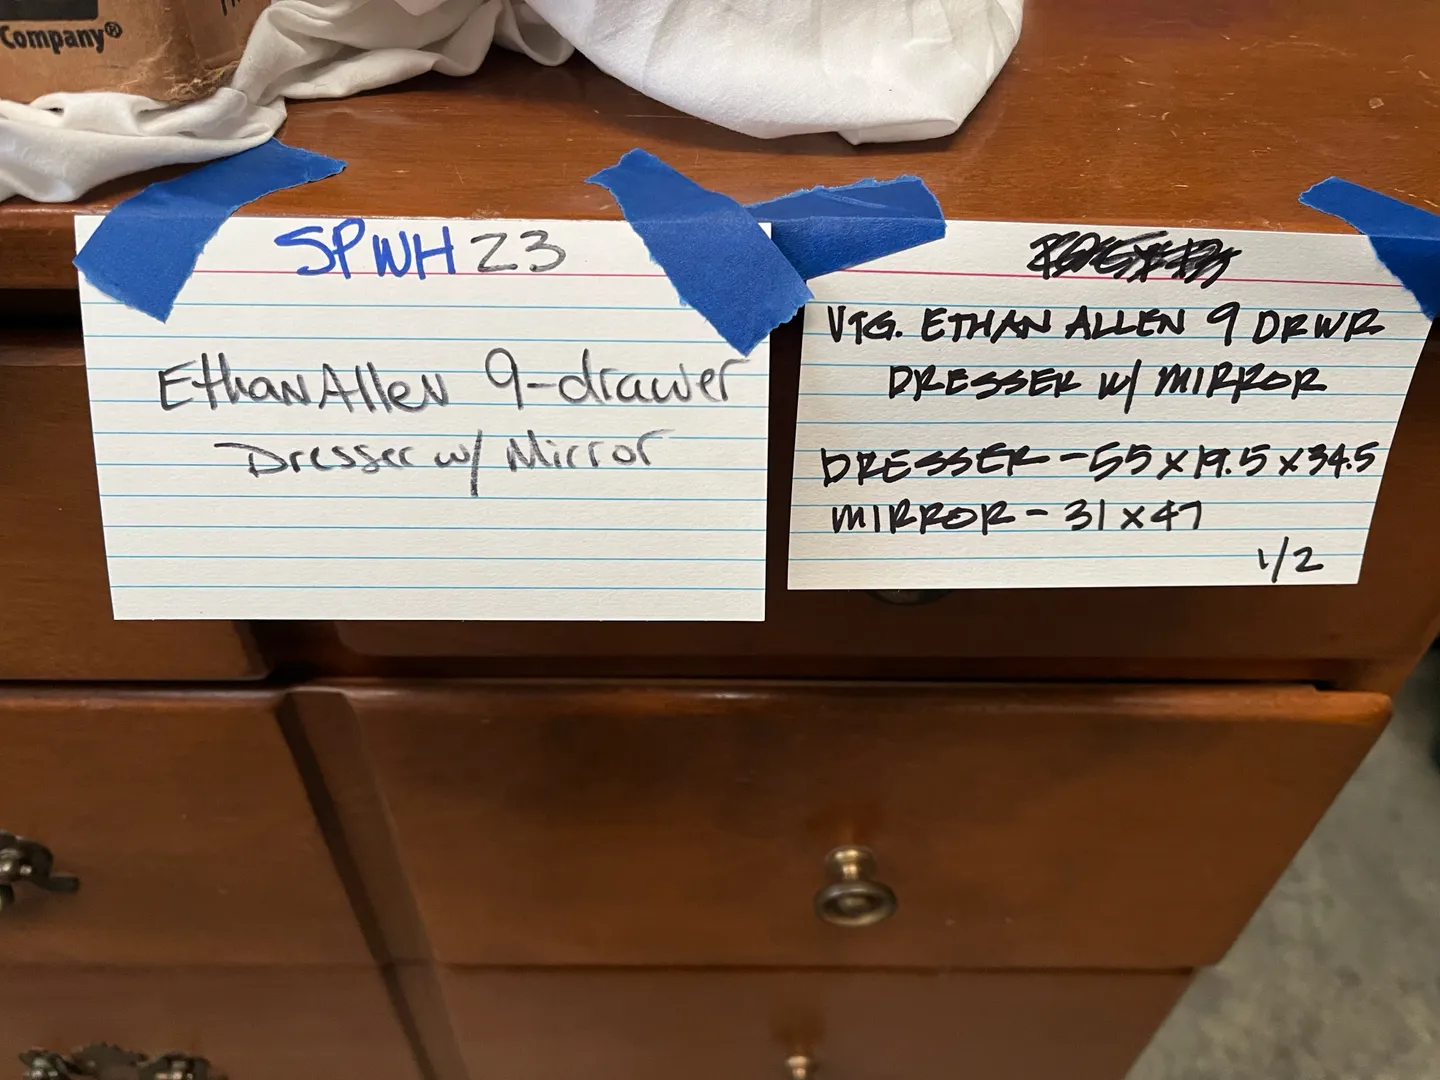 Company®
SPWH 23
Ethan Allen 9-drawer
Dresser w/ Mirror
VTG. ETHAN ALLEN 9 DRWR
DRESSER W/ MIRROR
DRESSER - 55 x 19.5 x 34.5
MIRROR - 31 x 47
1/2